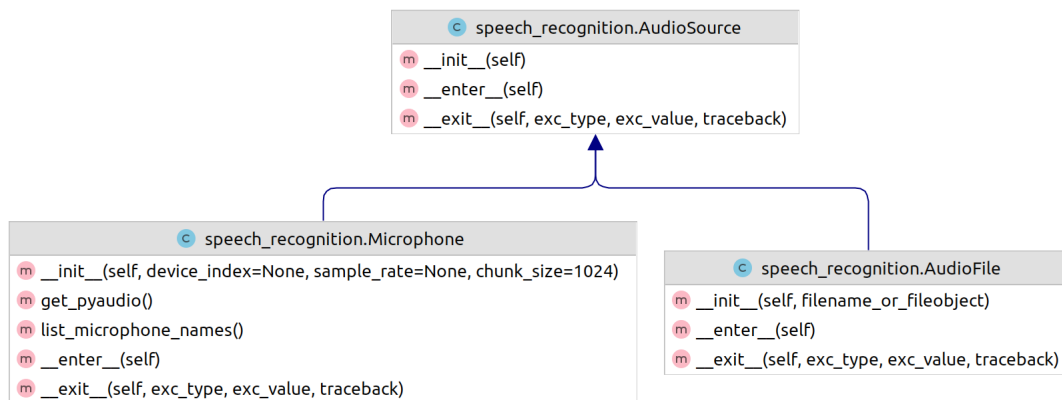 C speech_recognition.AudioSource
m __init__(self)
m __enter__(self)
m __exit__(self, exc_type, exc_value, traceback)
C speech_recognition.Microphone
m __init__(self, device_index=None, sample_rate=None, chunk_size=1024)
m get_pyaudio()
m list_microphone_names()
m __enter__(self)
m __exit__(self, exc_type, exc_value, traceback)
C speech_recognition.AudioFile
m __init__(self, filename_or_fileobject)
m __enter__(self)
m __exit__(self, exc_type, exc_value, traceback)